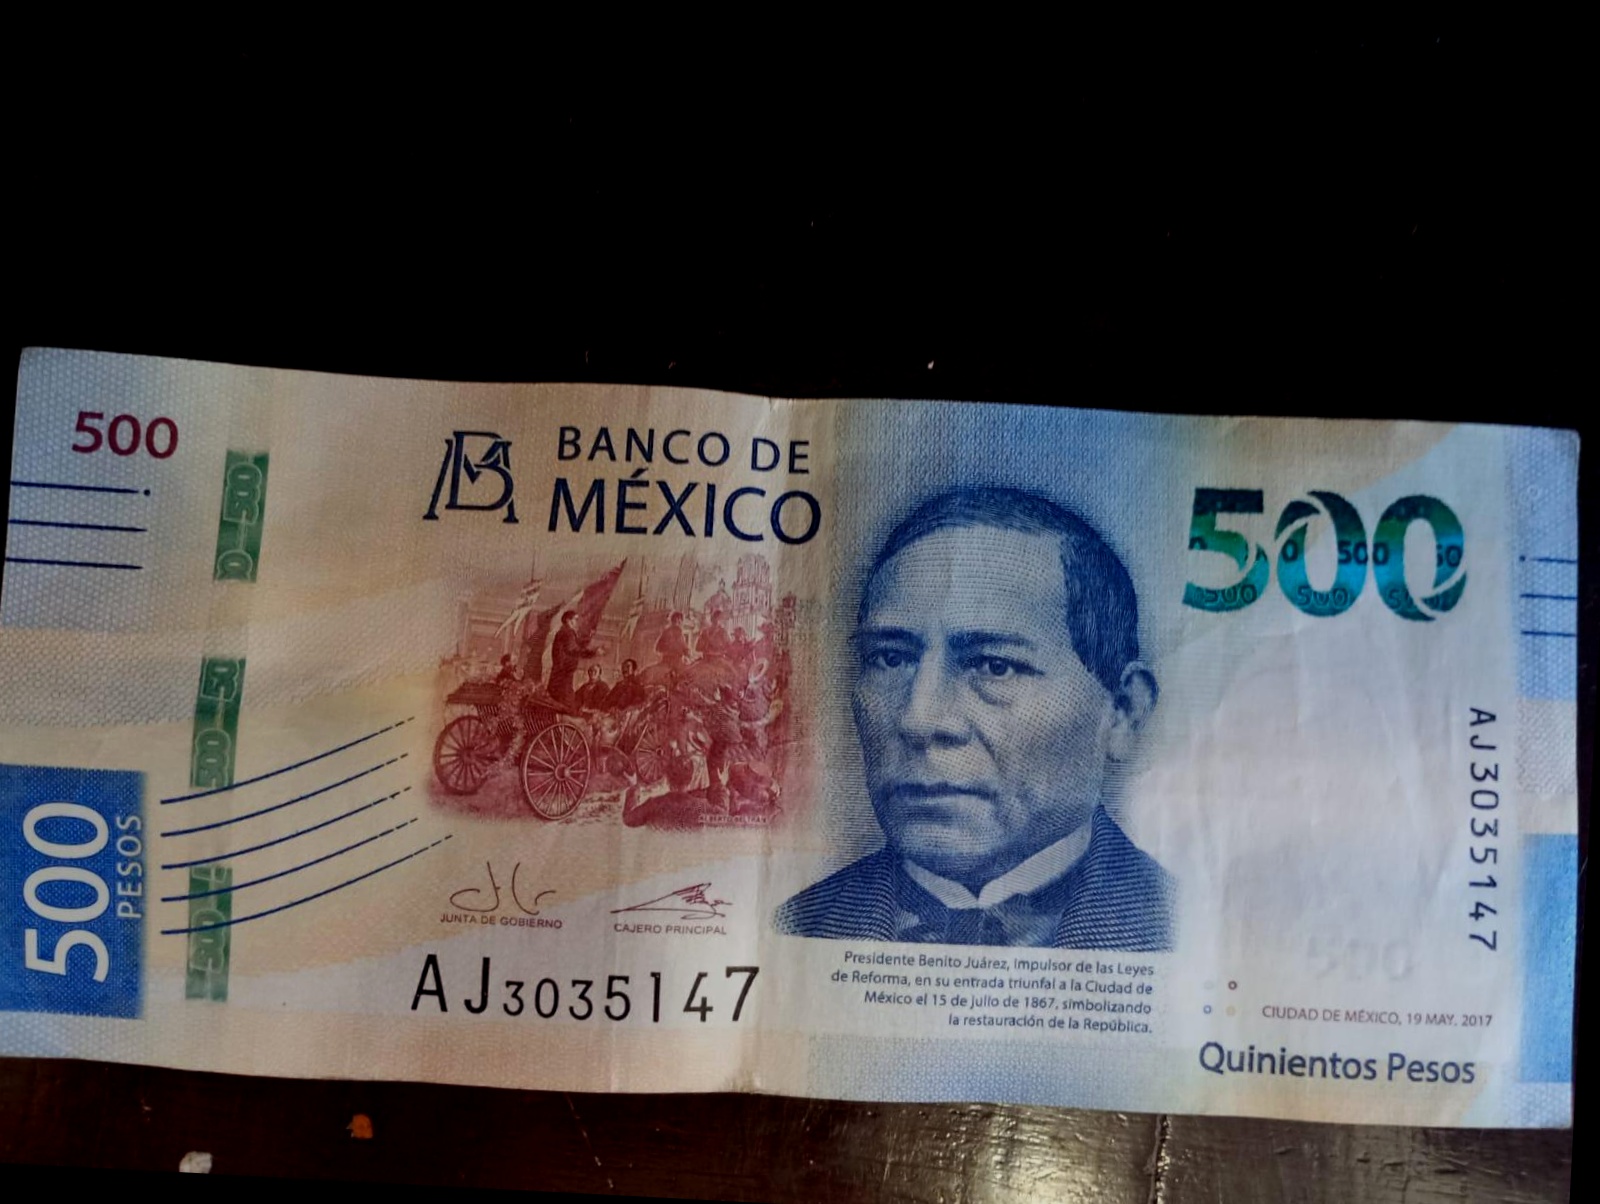 500
BM
BANCO DE
MÉXICO
500
500 PESOS
JUNTA DE GOBIERNO
CAJERO PRINCIPAL
AJ3035147
AJ3035147
Presidente Benito Juárez, impulsor de las Leyes
de Reforma, en su entrada triunfal a la Ciudad de
México el 15 de julio de 1867, simbolizando
la restauración de la República.
CIUDAD DE MÉXICO, 19 MAY. 2017
Quinientos Pesos